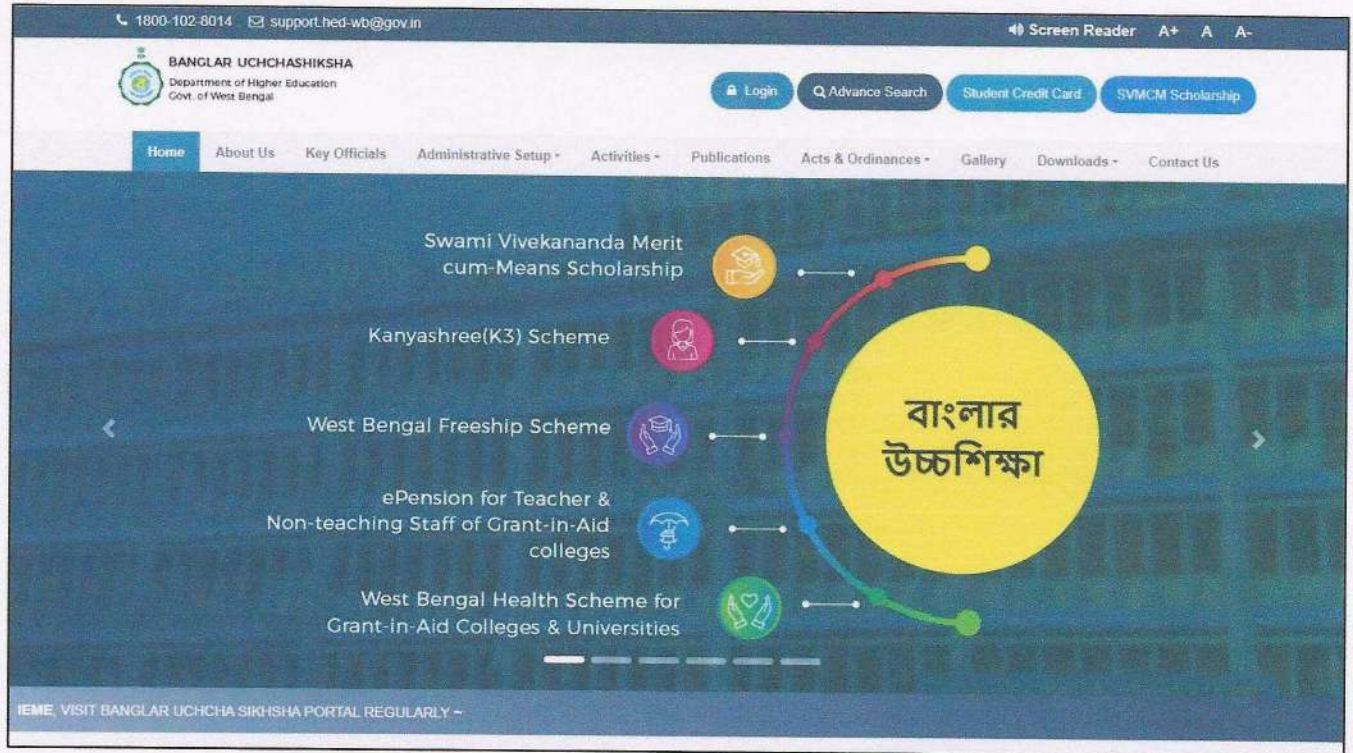 1800-102-8014 support.hed-wb@gov.in Screen Reader A+ A A-
BANGLAR UCHCHASHIKSHA
Department of Higher Education
Govt. of West Bengal
Login Advance Search Student Credit Card SVMCM Scholarship
Home About Us Key Officials Administrative Setup Activities Publications Acts & Ordinances Gallery Downloads Contact Us
Swami Vivekananda Merit
cum-Means Scholarship
Kanyashree(K3) Scheme
West Bengal Freeship Scheme
ePension for Teacher &
Non-teaching Staff of Grant-in-Aid
colleges
West Bengal Health Scheme for
Grant-in-Aid Colleges & Universities
বাংলার
উচ্চশিক্ষা
IEME, VISIT BANGLAR UCHCHA SIKHSHA PORTAL REGULARLY ~